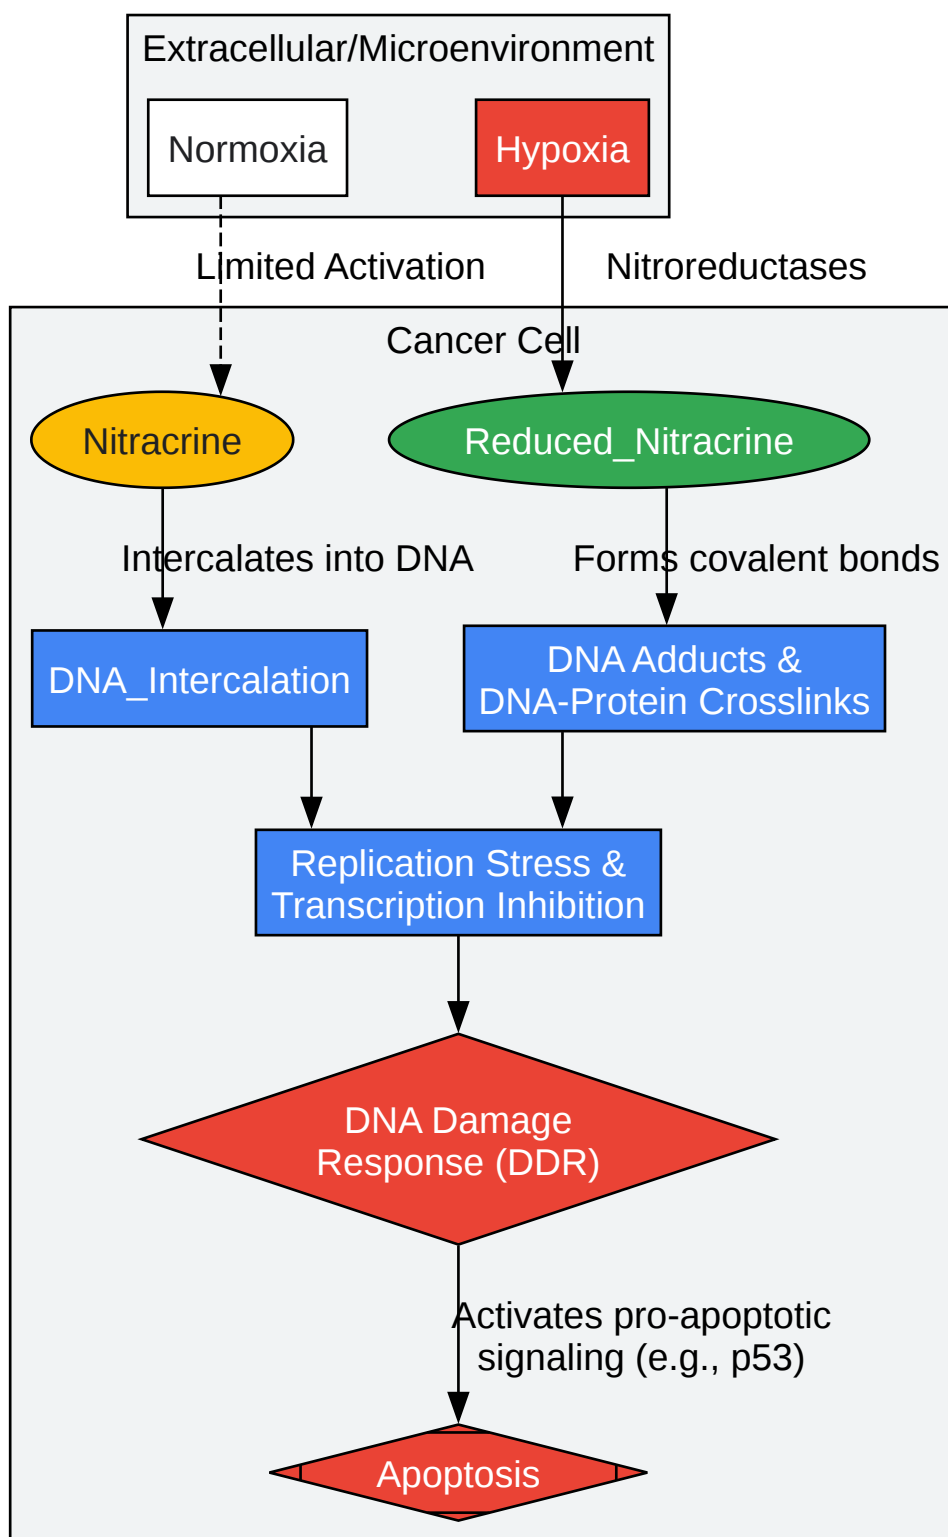 Extracellular/Microenvironment
Normoxia
Hypoxia
Limited Activation
Nitroreductases
Cancer Cell
Nitracrine
Reduced_Nitracrine
Intercalates into DNA
Forms covalent bonds
DNA_Intercalation
DNA Adducts &
DNA-Protein Crosslinks
Replication Stress &
Transcription Inhibition
DNA Damage
Response (DDR)
Activates pro-apoptotic
signaling (e.g., p53)
Apoptosis